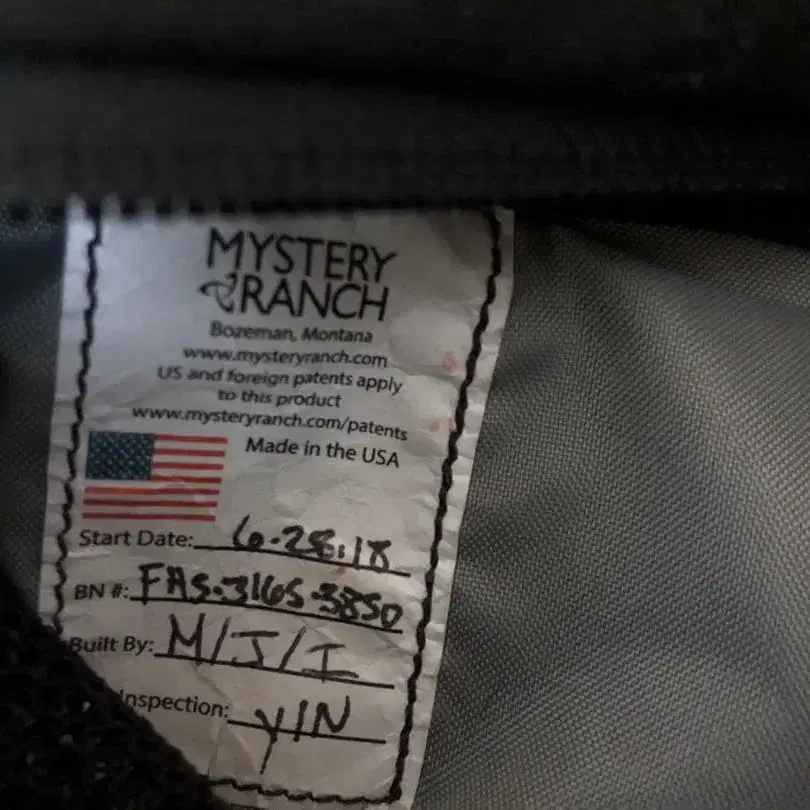 MYSTERY
RANCH
Bozeman, Montana
www.mysteryranch.com
US and foreign patents apply
to this product
www.mysteryranch.com/patents
Made in the USA
Start Date: 6.28.18
BN #: FAS.3165.3850
Built By: M/J/I
Inspection: Y/N